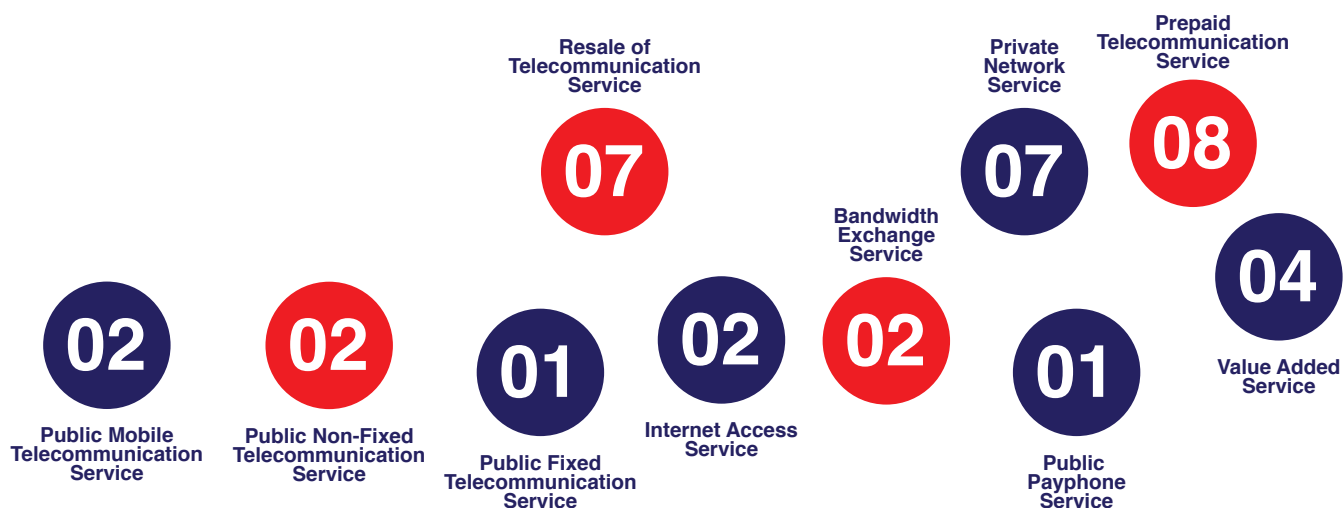 Resale of
Telecommunication
Service
07
Private
Network
Service
07
Prepaid
Telecommunication
Service
08
Bandwidth
Exchange
Service
02
04
Value Added
Service
02
Public Mobile
Telecommunication
Service
02
Public Non-Fixed
Telecommunication
Service
01
Public Fixed
Telecommunication
Service
02
Internet Access
Service
01
Public
Payphone
Service